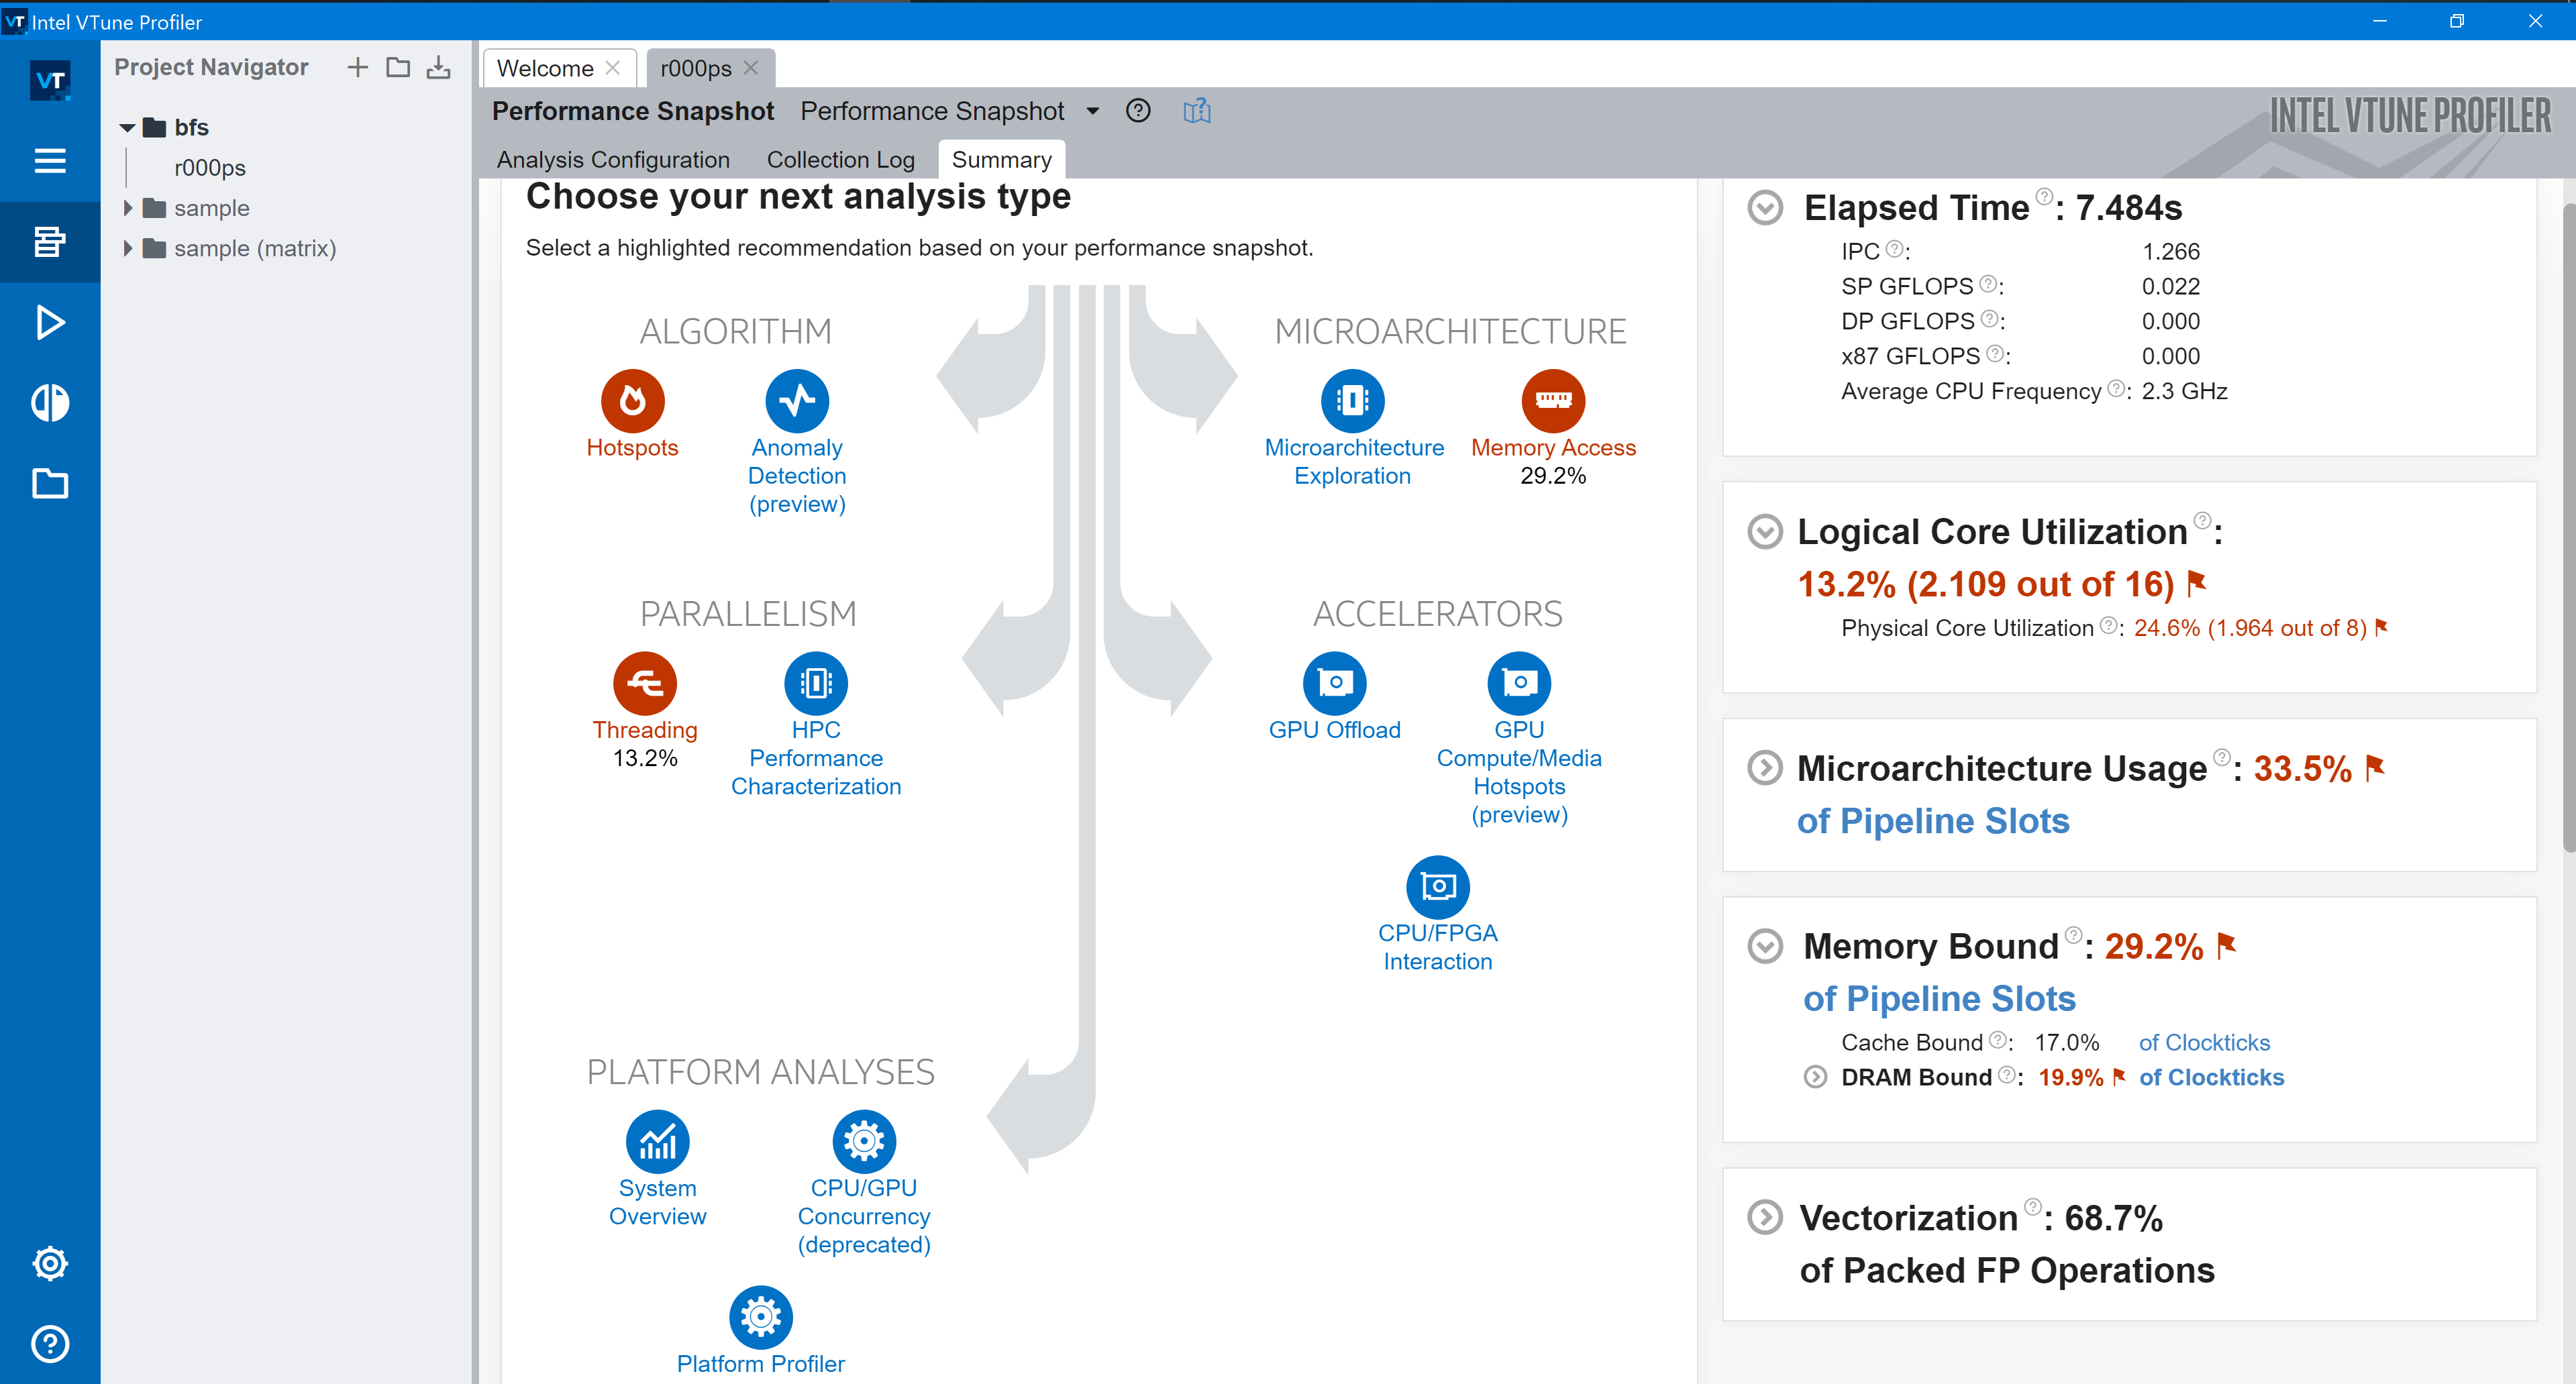 VT Intel VTune Profiler
VT
Project Navigator
bfs
r000ps
sample
sample (matrix)
Welcome
r000ps
Performance Snapshot Performance Snapshot
INTEL VTUNE PROFILER
Analysis Configuration Collection Log Summary
Choose your next analysis type
Select a highlighted recommendation based on your performance snapshot.
ALGORITHM
Hotspots
Anomaly
Detection
(preview)
MICROARCHITECTURE
Microarchitecture
Exploration
Memory Access
29.2%
PARALLELISM
Threading
13.2%
HPC
Performance
Characterization
ACCELERATORS
GPU Offload
GPU
Compute/Media
Hotspots
(preview)
CPU/FPGA
Interaction
PLATFORM ANALYSES
System
Overview
CPU/GPU
Concurrency
(deprecated)
Platform Profiler
Elapsed Time ?: 7.484s
IPC ?: 1.266
SP GFLOPS ?: 0.022
DP GFLOPS ?: 0.000
x87 GFLOPS ?: 0.000
Average CPU Frequency ?: 2.3 GHz
Logical Core Utilization ?:
13.2% (2.109 out of 16)
Physical Core Utilization ?: 24.6% (1.964 out of 8)
Microarchitecture Usage ?: 33.5%
of Pipeline Slots
Memory Bound ?: 29.2%
of Pipeline Slots
Cache Bound ?: 17.0% of Clockticks
DRAM Bound ?: 19.9% of Clockticks
Vectorization ?: 68.7%
of Packed FP Operations